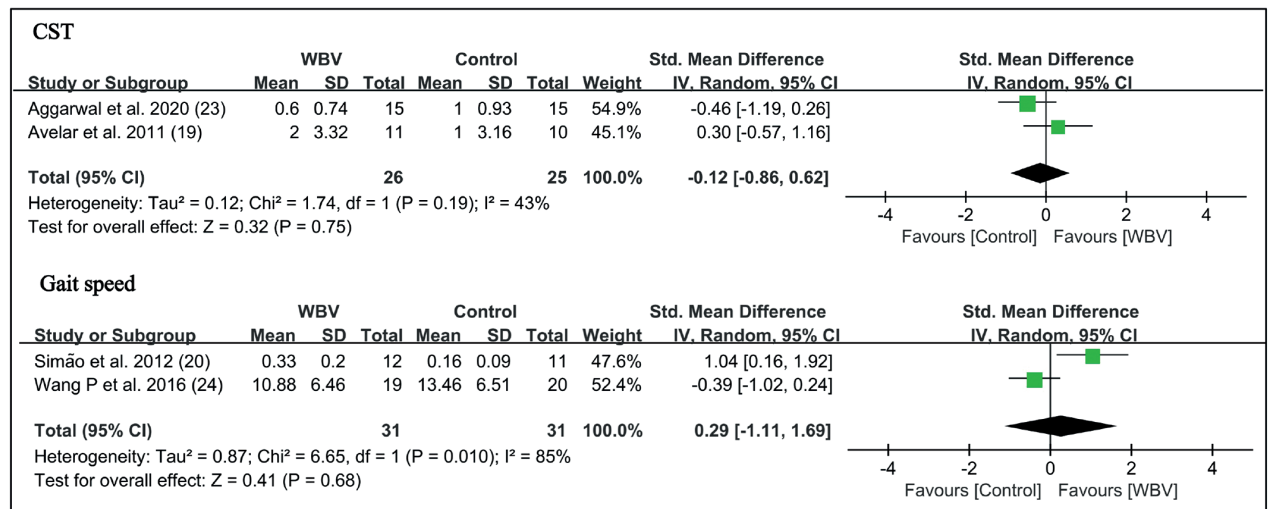 CST
WBV Control Std. Mean Difference Std. Mean Difference
Study or Subgroup Mean SD Total Mean SD Total Weight IV, Random, 95% CI IV, Random, 95% CI
Aggarwal et al. 2020 (23) 0.6 0.74 15 1 0.93 15 54.9% -0.46 [-1.19, 0.26]
Avelar et al. 2011 (19) 2 3.32 11 1 3.16 10 45.1% 0.30 [-0.57, 1.16]
Total (95% CI) 26 25 100.0% -0.12 [-0.86, 0.62]
Heterogeneity: Tau² = 0.12; Chi² = 1.74, df = 1 (P = 0.19); I² = 43%
Test for overall effect: Z = 0.32 (P = 0.75)
-4 -2 0 2 4
Favours [Control] Favours [WBV]
Gait speed
WBV Control Std. Mean Difference Std. Mean Difference
Study or Subgroup Mean SD Total Mean SD Total Weight IV, Random, 95% CI IV, Random, 95% CI
Simão et al. 2012 (20) 0.33 0.2 12 0.16 0.09 11 47.6% 1.04 [0.16, 1.92]
Wang P et al. 2016 (24) 10.88 6.46 19 13.46 6.51 20 52.4% -0.39 [-1.02, 0.24]
Total (95% CI) 31 31 100.0% 0.29 [-1.11, 1.69]
Heterogeneity: Tau² = 0.87; Chi² = 6.65, df = 1 (P = 0.010); I² = 85%
Test for overall effect: Z = 0.41 (P = 0.68)
-4 -2 0 2 4
Favours [Control] Favours [WBV]